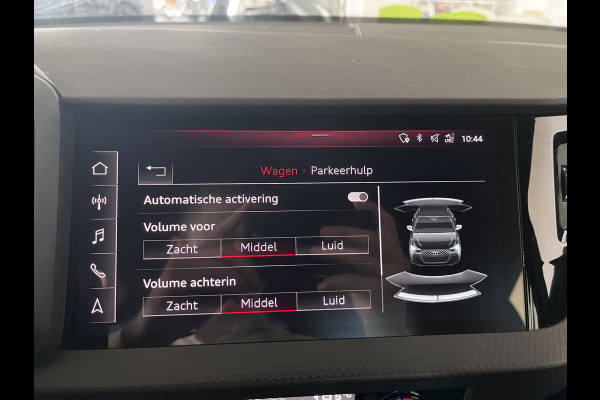 10:44
Wagen · Parkeerhulp
Automatische activering
Volume voor
Zacht Middel Luid
Volume achterin
Zacht Middel Luid